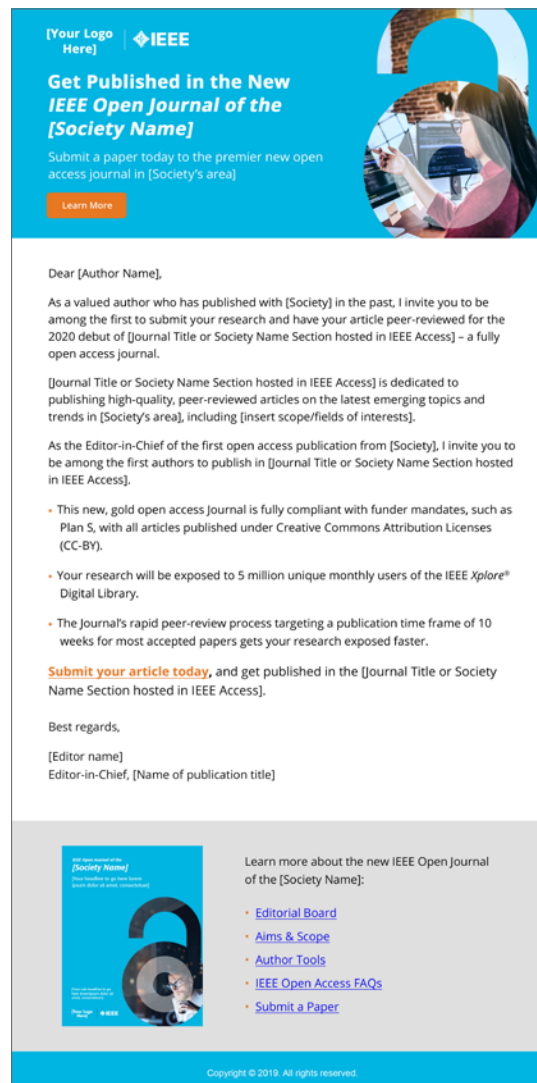 [Your Logo
Here]
IEEE
Get Published in the New
IEEE Open Journal of the
[Society Name]
Submit a paper today to the premier new open
access journal in [Society's area]
Learn More
Dear [Author Name],
As a valued author who has published with [Society] in the past, I invite you to be
among the first to submit your research and have your article peer-reviewed for the
2020 debut of [Journal Title or Society Name Section hosted in IEEE Access] – a fully
open access journal.
[Journal Title or Society Name Section hosted in IEEE Access] is dedicated to
publishing high-quality, peer-reviewed articles on the latest emerging topics and
trends in [Society's area], including [insert scope/fields of interests].
As the Editor-in-Chief of the first open access publication from [Society], I invite you to
be among the first authors to publish in [Journal Title or Society Name Section hosted
in IEEE Access].
• This new, gold open access Journal is fully compliant with funder mandates, such as
Plan S, with all articles published under Creative Commons Attribution Licenses
(CC-BY).
• Your research will be exposed to 5 million unique monthly users of the IEEE Xplore®
Digital Library.
• The Journal's rapid peer-review process targeting a publication time frame of 10
weeks for most accepted papers gets your research exposed faster.
Submit your article today, and get published in the [Journal Title or Society
Name Section hosted in IEEE Access].
Best regards,
[Editor name]
Editor-in-Chief, [Name of publication title]
IEEE Open Journal of the
[Society Name]
[Your headline to go here lorem
ipsum dolor sit amet, consectetuer]
[Your Logo
Here]
IEEE
Learn more about the new IEEE Open Journal
of the [Society Name]:
• Editorial Board
• Aims & Scope
• Author Tools
• IEEE Open Access FAQs
• Submit a Paper
Copyright © 2019. All rights reserved.